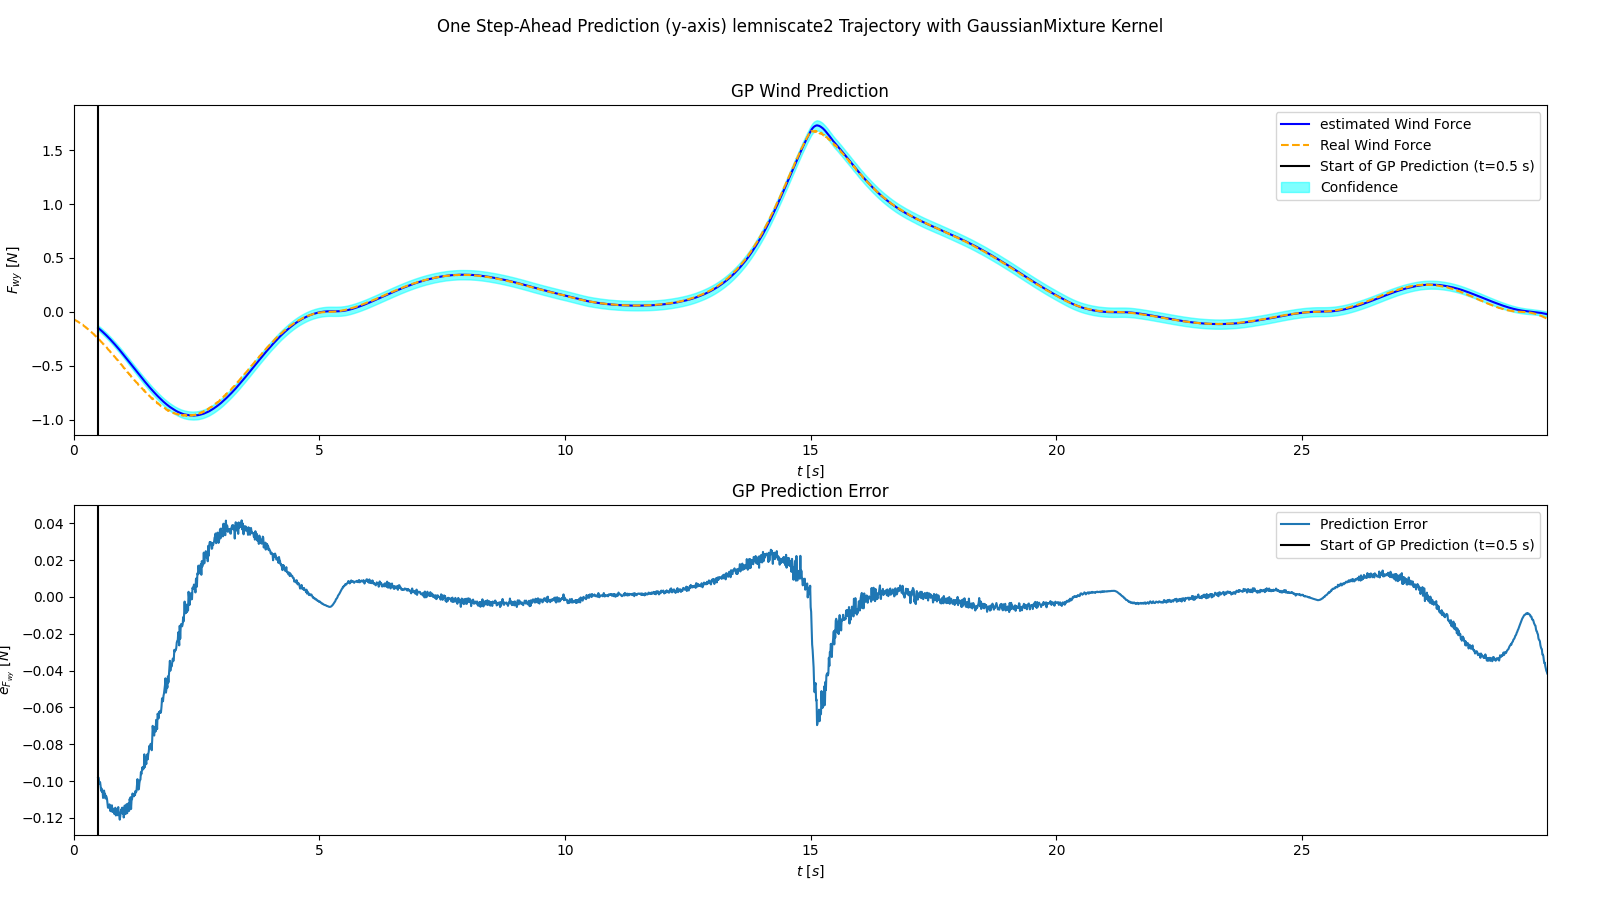 One Step-Ahead Prediction (y-axis) lemniscate2 Trajectory with GaussianMixture Kernel
GP Wind Prediction
F_wy [N]
1.5
1.0
0.5
0.0
−0.5
−1.0
estimated Wind Force
Real Wind Force
Start of GP Prediction (t=0.5 s)
Confidence
0 5 10 15 20 25
t [s]
GP Prediction Error
e_F_wy [N]
0.04
0.02
0.00
−0.02
−0.04
−0.06
−0.08
−0.10
−0.12
Prediction Error
Start of GP Prediction (t=0.5 s)
0 5 10 15 20 25
t [s]